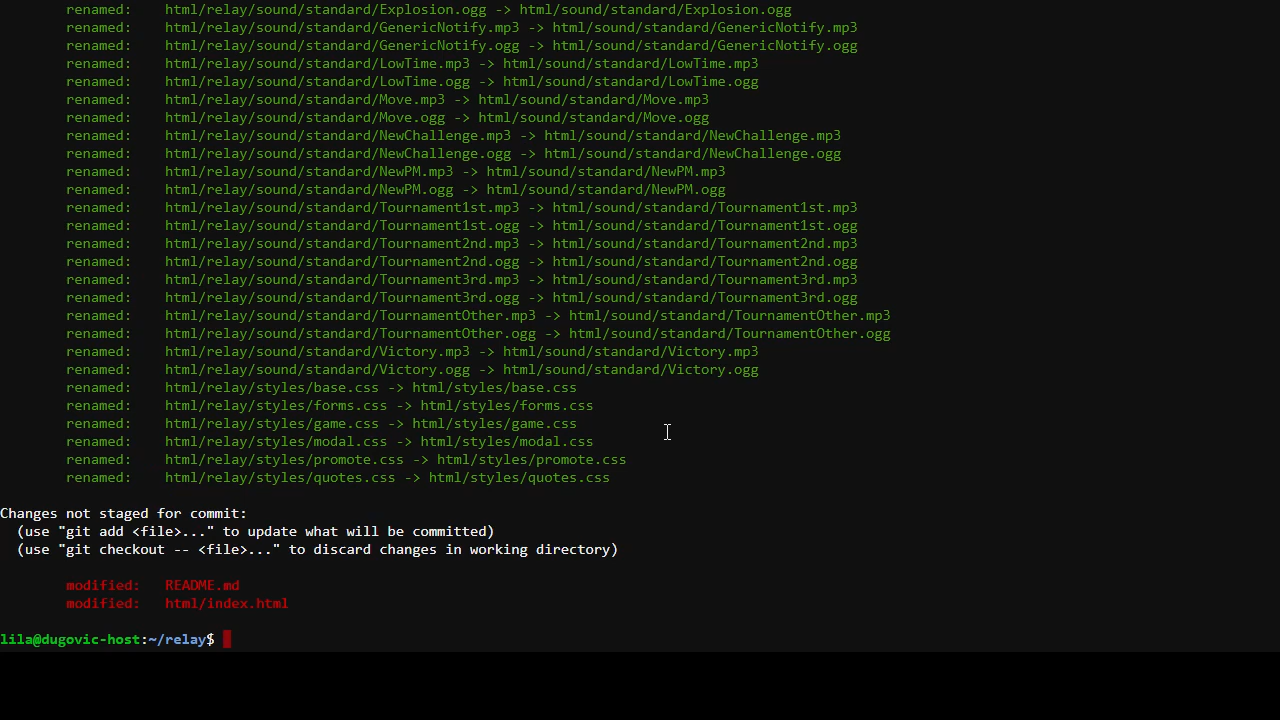 renamed:    html/relay/sound/standard/Explosion.ogg -> html/sound/standard/Explosion.ogg
renamed:    html/relay/sound/standard/GenericNotify.mp3 -> html/sound/standard/GenericNotify.mp3
renamed:    html/relay/sound/standard/GenericNotify.ogg -> html/sound/standard/GenericNotify.ogg
renamed:    html/relay/sound/standard/LowTime.mp3 -> html/sound/standard/LowTime.mp3
renamed:    html/relay/sound/standard/LowTime.ogg -> html/sound/standard/LowTime.ogg
renamed:    html/relay/sound/standard/Move.mp3 -> html/sound/standard/Move.mp3
renamed:    html/relay/sound/standard/Move.ogg -> html/sound/standard/Move.ogg
renamed:    html/relay/sound/standard/NewChallenge.mp3 -> html/sound/standard/NewChallenge.mp3
renamed:    html/relay/sound/standard/NewChallenge.ogg -> html/sound/standard/NewChallenge.ogg
renamed:    html/relay/sound/standard/NewPM.mp3 -> html/sound/standard/NewPM.mp3
renamed:    html/relay/sound/standard/NewPM.ogg -> html/sound/standard/NewPM.ogg
renamed:    html/relay/sound/standard/Tournament1st.mp3 -> html/sound/standard/Tournament1st.mp3
renamed:    html/relay/sound/standard/Tournament1st.ogg -> html/sound/standard/Tournament1st.ogg
renamed:    html/relay/sound/standard/Tournament2nd.mp3 -> html/sound/standard/Tournament2nd.mp3
renamed:    html/relay/sound/standard/Tournament2nd.ogg -> html/sound/standard/Tournament2nd.ogg
renamed:    html/relay/sound/standard/Tournament3rd.mp3 -> html/sound/standard/Tournament3rd.mp3
renamed:    html/relay/sound/standard/Tournament3rd.ogg -> html/sound/standard/Tournament3rd.ogg
renamed:    html/relay/sound/standard/TournamentOther.mp3 -> html/sound/standard/TournamentOther.mp3
renamed:    html/relay/sound/standard/TournamentOther.ogg -> html/sound/standard/TournamentOther.ogg
renamed:    html/relay/sound/standard/Victory.mp3 -> html/sound/standard/Victory.mp3
renamed:    html/relay/sound/standard/Victory.ogg -> html/sound/standard/Victory.ogg
renamed:    html/relay/styles/base.css -> html/styles/base.css
renamed:    html/relay/styles/forms.css -> html/styles/forms.css
renamed:    html/relay/styles/game.css -> html/styles/game.css
renamed:    html/relay/styles/modal.css -> html/styles/modal.css
renamed:    html/relay/styles/promote.css -> html/styles/promote.css
renamed:    html/relay/styles/quotes.css -> html/styles/quotes.css
Changes not staged for commit:
(use "git add <file>..." to update what will be committed)
(use "git checkout -- <file>..." to discard changes in working directory)
modified:   README.md
modified:   html/index.html
lila@dugovic-host:~/relay$